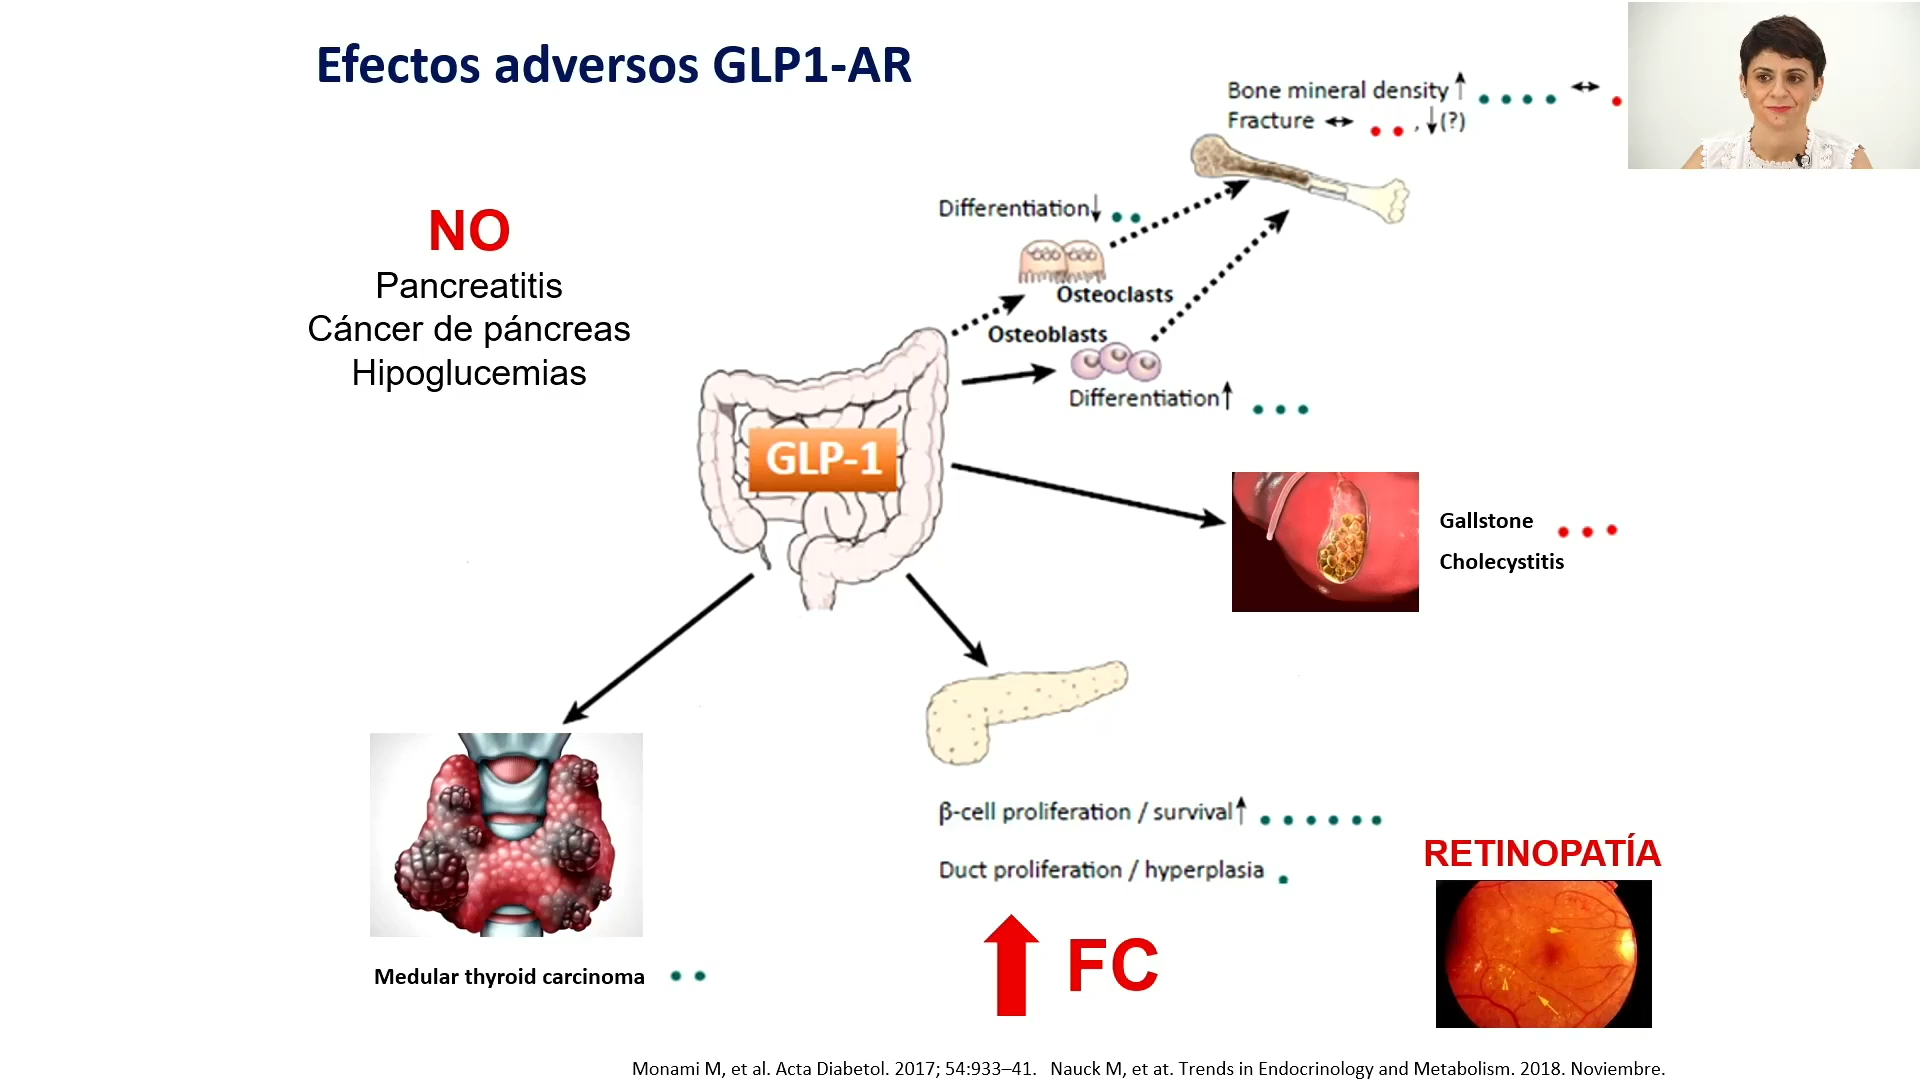 Efectos adversos GLP1-AR
Bone mineral density ↑ ↔
Fracture ↔ , ↓(?)
NO
Pancreatitis
Cáncer de páncreas
Hipoglucemias
Differentiation↓
Osteoclasts
Osteoblasts
Differentiation↑
GLP-1
Gallstone
Cholecystitis
β-cell proliferation / survival↑
Duct proliferation / hyperplasia
RETINOPATÍA
FC
Medular thyroid carcinoma
Monami M, et al. Acta Diabetol. 2017; 54:933–41. Nauck M, et at. Trends in Endocrinology and Metabolism. 2018. Noviembre.